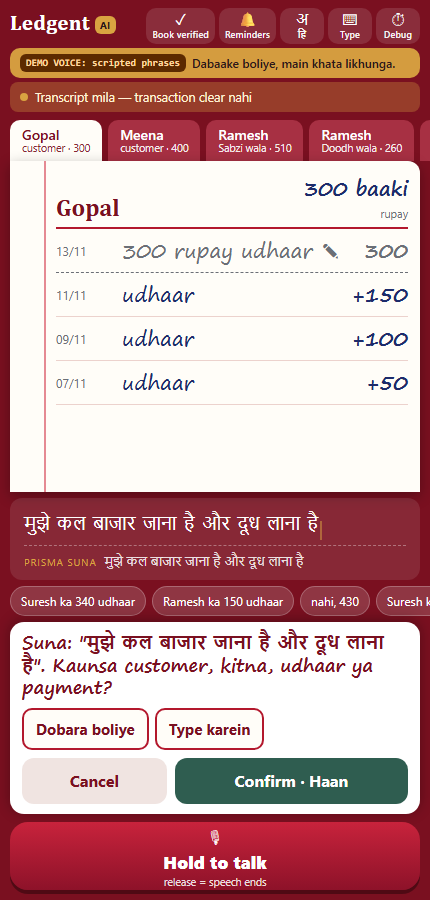 Ledgent AI
✓ Book verified
🔔 Reminders
अ हि
⌨ Type
⏱ Debug
DEMO VOICE: scripted phrases Dabaake boliye, main khata likhunga.
Transcript mila — transaction clear nahi
Gopal
customer · 300
Meena
customer · 400
Ramesh
Sabzi wala · 510
Ramesh
Doodh wala · 260
300 baaki
Gopal
rupay
13/11 300 rupay udhaar ✏ 300
11/11 udhaar +150
09/11 udhaar +100
07/11 udhaar +50
मुझे कल बाजार जाना है और दूध लाना है
PRISMA SUNA मुझे कल बाजार जाना है और दूध लाना है
Suresh ka 340 udhaar
Ramesh ka 150 udhaar
nahi, 430
Suresh k
Suna: "मुझे कल बाजार जाना है और दूध लाना
है". Kaunsa customer, kitna, udhaar ya
payment?
Dobara boliye
Type karein
Cancel
Confirm · Haan
Hold to talk
release = speech ends